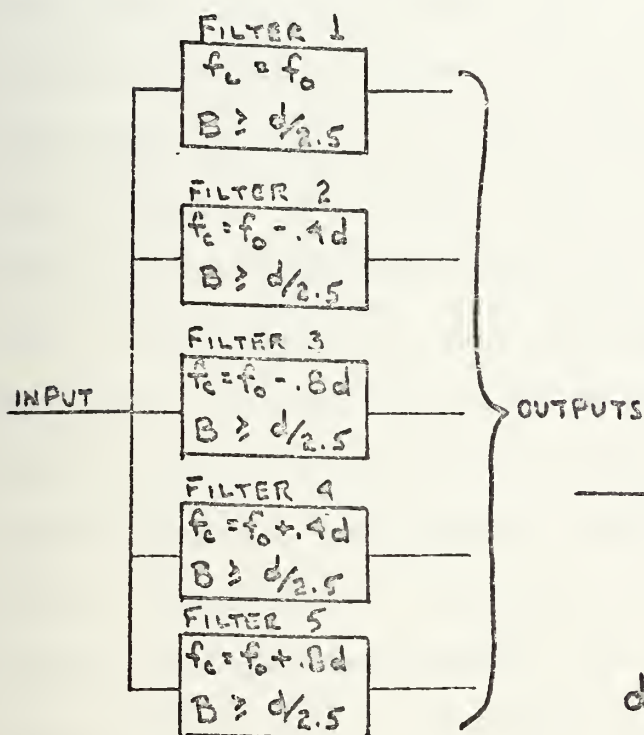 FILTER 1
fc = f0
B ≥ d/2.5
FILTER 2
fc = f0 - .4d
B ≥ d/2.5
FILTER 3
fc = f0 - .8d
B ≥ d/2.5
INPUT
OUTPUTS
FILTER 4
fc = f0 + .4d
B ≥ d/2.5
FILTER 5
fc = f0 + .8d
B ≥ d/2.5
d